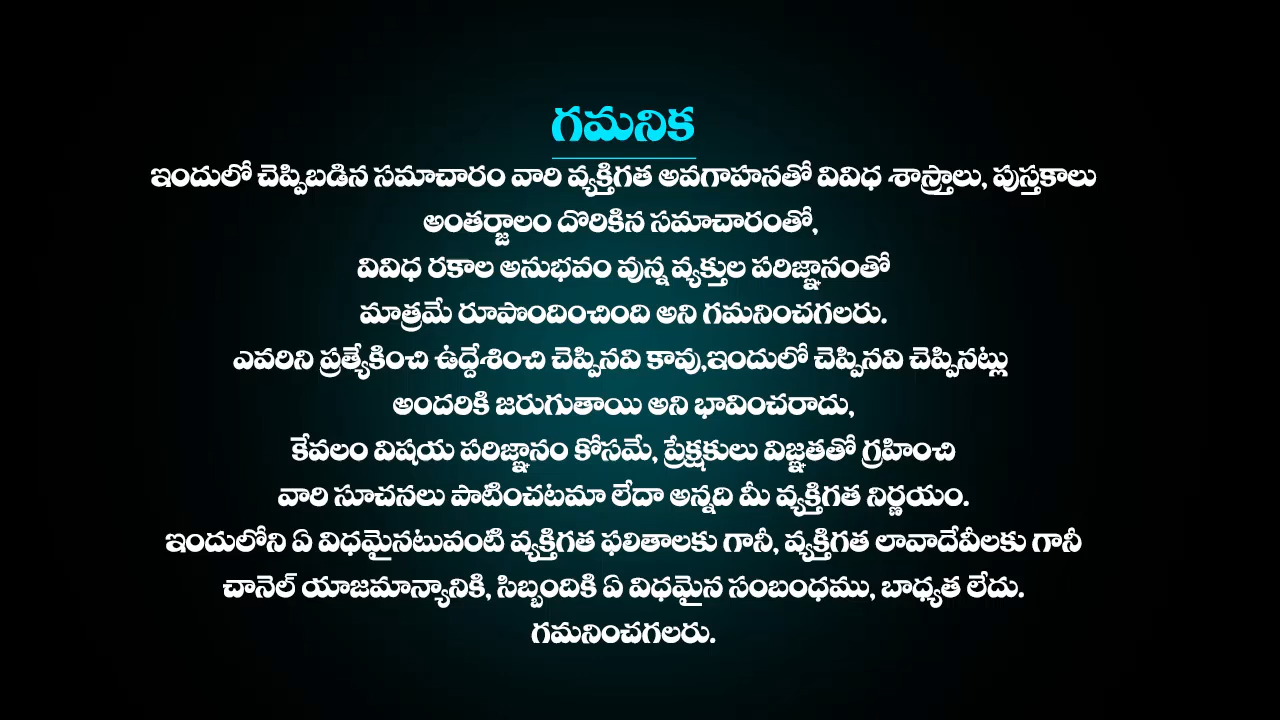 గమనిక
ఇందులో చెప్పిబడిన సమాచారం వారి వ్యక్తిగత అవగాహనతో వివిధ శాస్త్రాలు, పుస్తకాలు
అంతర్జాలం దొరికిన సమాచారంతో,
వివిధ రకాల అనుభవం వున్న వ్యక్తుల పరిజ్ఞానంతో
మాత్రమే రూపొందించింది అని గమనించగలరు.
ఎవరిని ప్రత్యేకించి ఉద్దేశించి చెప్పినవి కావు,ఇందులో చెప్పినవి చెప్పినట్లు
అందరికి జరుగుతాయి అని భావించరాదు,
కేవలం విషయ పరిజ్ఞానం కోసమే, ప్రేక్షకులు విజ్ఞతతో గ్రహించి
వారి సూచనలు పాటించటమా లేదా అన్నది మీ వ్యక్తిగత నిర్ణయం.
ఇందులోని ఏ విధమైనటువంటి వ్యక్తిగత ఫలితాలకు గానీ, వ్యక్తిగత లావాదేవీలకు గానీ
చానెల్ యాజమాన్యానికి, సిబ్బందికి ఏ విధమైన సంబంధము, బాధ్యత లేదు.
గమనించగలరు.